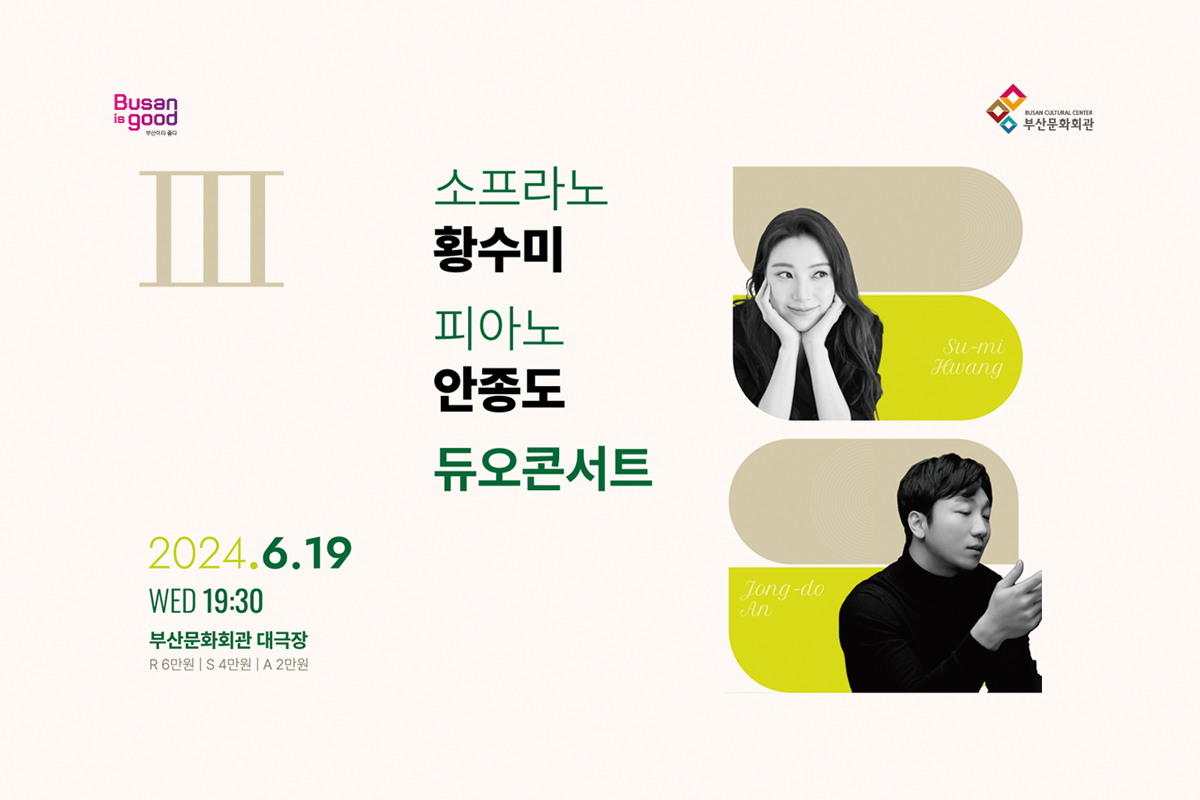 Busan
is good
부산이라 좋다
BUSAN CULTURAL CENTER
부산문화회관
III
소프라노
황수미
피아노
안종도
듀오콘서트
Su-mi
Hwang
Jong-do
An
2024.6.19
WED 19:30
부산문화회관 대극장
R 6만원 | S 4만원 | A 2만원